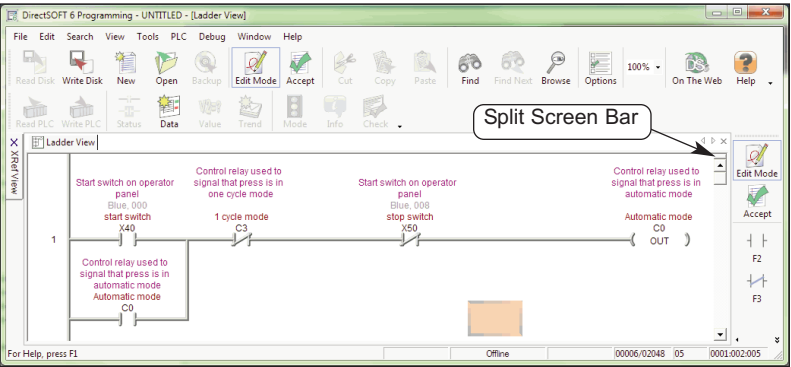 DirectSOFT 6 Programming - UNTITLED - [Ladder View]
File Edit Search View Tools PLC Debug Window Help
Read Disk Write Disk New Open Backup Edit Mode Accept Cut Copy Paste Find Find Next Browse Options 100% On The Web Help
Read PLC Write PLC Status Data Value Trend Mode Info Check
Split Screen Bar
XRefView
Ladder View
Start switch on operator
panel
Blue, 000
start switch
X40
Control relay used to
signal that press is in
one cycle mode
1 cycle mode
C3
Start switch on operator
panel
Blue, 008
stop switch
X50
Control relay used to
signal that press is in
automatic mode
Automatic mode
C0
OUT
1
Control relay used to
signal that press is in
automatic mode
Automatic mode
C0
Edit Mode
Accept
F2
F3
For Help, press F1
Offline
00006/02048
05
0001:002:005